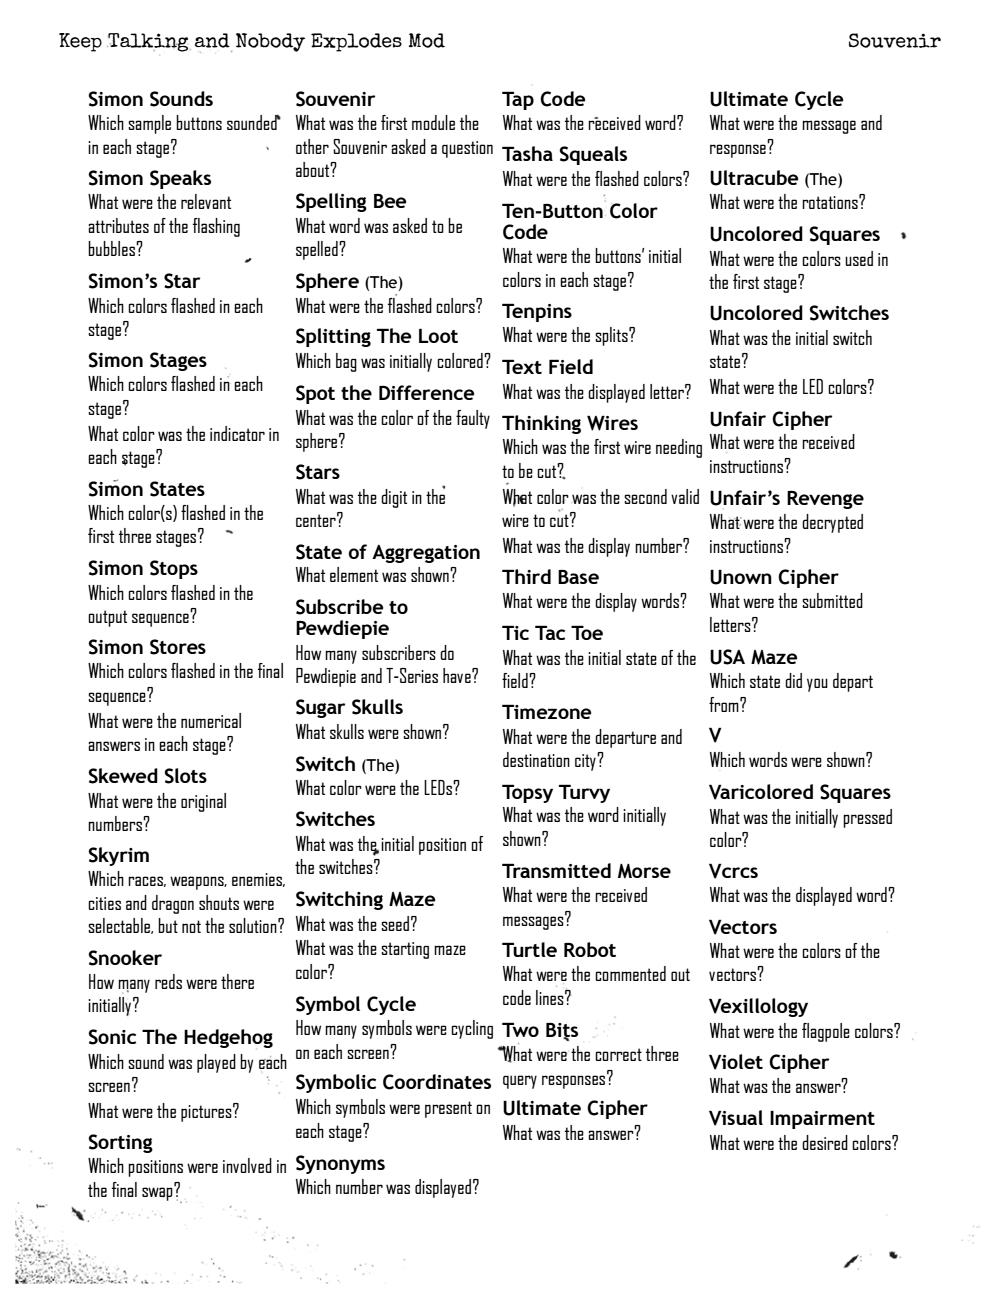 Keep Talking and Nobody Explodes Mod
Souvenir
Simon Sounds
Which sample buttons sounded
in each stage?
Simon Speaks
What were the relevant
attributes of the flashing
bubbles?
Simon’s Star
Which colors flashed in each
stage?
Simon Stages
Which colors flashed in each
stage?
What color was the indicator in
each stage?
Simon States
Which color(s) flashed in the
first three stages?
Simon Stops
Which colors flashed in the
output sequence?
Simon Stores
Which colors flashed in the final
sequence?
What were the numerical
answers in each stage?
Skewed Slots
What were the original
numbers?
Skyrim
Which races, weapons, enemies,
cities and dragon shouts were
selectable, but not the solution?
Snooker
How many reds were there
initially?
Sonic The Hedgehog
Which sound was played by each
screen?
What were the pictures?
Sorting
Which positions were involved in
the final swap?
Souvenir
What was the first module the
other Souvenir asked a question
about?
Spelling Bee
What word was asked to be
spelled?
Sphere (The)
What were the flashed colors?
Splitting The Loot
Which bag was initially colored?
Spot the Difference
What was the color of the faulty
sphere?
Stars
What was the digit in the
center?
State of Aggregation
What element was shown?
Subscribe to
Pewdiepie
How many subscribers do
Pewdiepie and T-Series have?
Sugar Skulls
What skulls were shown?
Switch (The)
What color were the LEDs?
Switches
What was the initial position of
the switches?
Switching Maze
What was the seed?
What was the starting maze
color?
Symbol Cycle
How many symbols were cycling
on each screen?
Symbolic Coordinates
Which symbols were present on
each stage?
Synonyms
Which number was displayed?
Tap Code
What was the received word?
Tasha Squeals
What were the flashed colors?
Ten-Button Color
Code
What were the buttons’ initial
colors in each stage?
Tenpins
What were the splits?
Text Field
What was the displayed letter?
Thinking Wires
Which was the first wire needing
to be cut?
What color was the second valid
wire to cut?
What was the display number?
Third Base
What were the display words?
Tic Tac Toe
What was the initial state of the
field?
Timezone
What were the departure and
destination city?
Topsy Turvy
What was the word initially
shown?
Transmitted Morse
What were the received
messages?
Turtle Robot
What were the commented out
code lines?
Two Bits
What were the correct three
query responses?
Ultimate Cipher
What was the answer?
Ultimate Cycle
What were the message and
response?
Ultracube (The)
What were the rotations?
Uncolored Squares
What were the colors used in
the first stage?
Uncolored Switches
What was the initial switch
state?
What were the LED colors?
Unfair Cipher
What were the received
instructions?
Unfair’s Revenge
What were the decrypted
instructions?
Unown Cipher
What were the submitted
letters?
USA Maze
Which state did you depart
from?
V
Which words were shown?
Varicolored Squares
What was the initially pressed
color?
Vcrcs
What was the displayed word?
Vectors
What were the colors of the
vectors?
Vexillology
What were the flagpole colors?
Violet Cipher
What was the answer?
Visual Impairment
What were the desired colors?